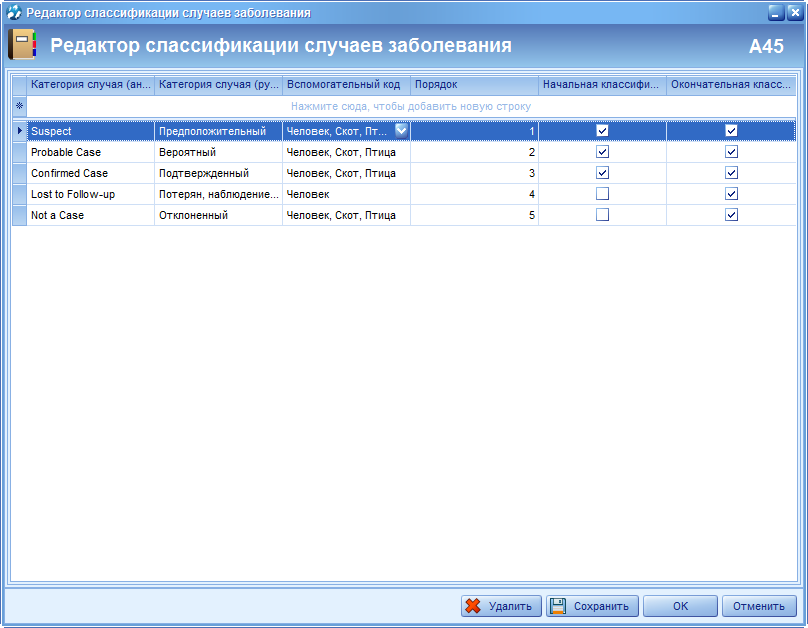 Редактор классификации случаев заболевания
Редактор классификации случаев заболевания A45
Категория случая (ан... Категория случая (ру... Вспомогательный код Порядок Начальная классифи... Окончательная класс...
Нажмите сюда, чтобы добавить новую строку
Suspect Предположительный Человек, Скот, Пт... 1
Probable Case Вероятный Человек, Скот, Птица 2
Confirmed Case Подтвержденный Человек, Скот, Птица 3
Lost to Follow-up Потерян, наблюдение... Человек 4
Not a Case Отклоненный Человек, Скот, Птица 5
Удалить Сохранить ОК Отменить